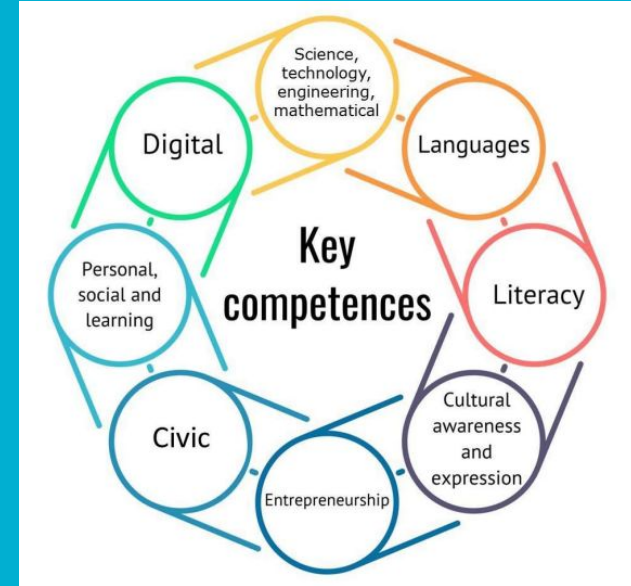 Science,
technology,
engineering,
mathematical
Digital
Languages
Key
competences
Personal,
social and
learning
Literacy
Civic
Cultural
awareness
and
expression
Entrepreneurship